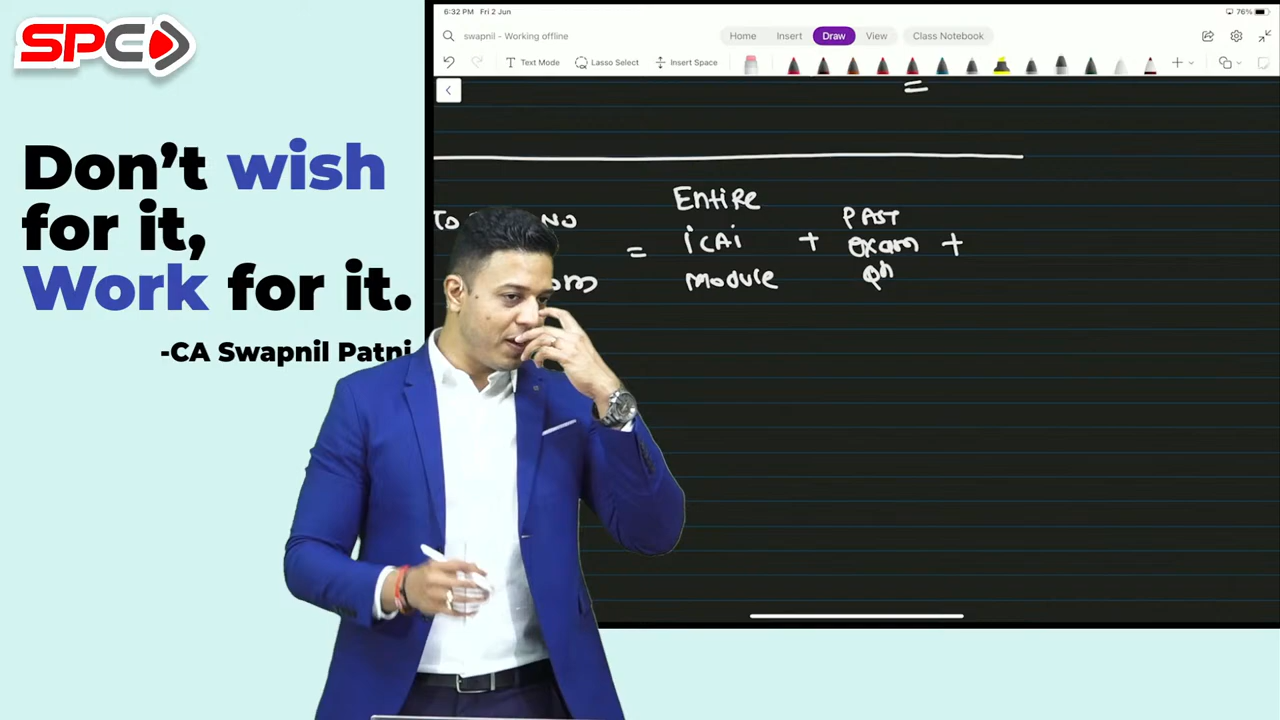 SPC
Don't wish
for it,
Work for it.
-CA Swapnil Patni
6:32 PM Fri 2 Jun
76%
swapnil - Working offline
Home Insert Draw View Class Notebook
Text Mode Lasso Select Insert Space
=
To No
= Entire
ICAI
Module
+ PAST
exam
+